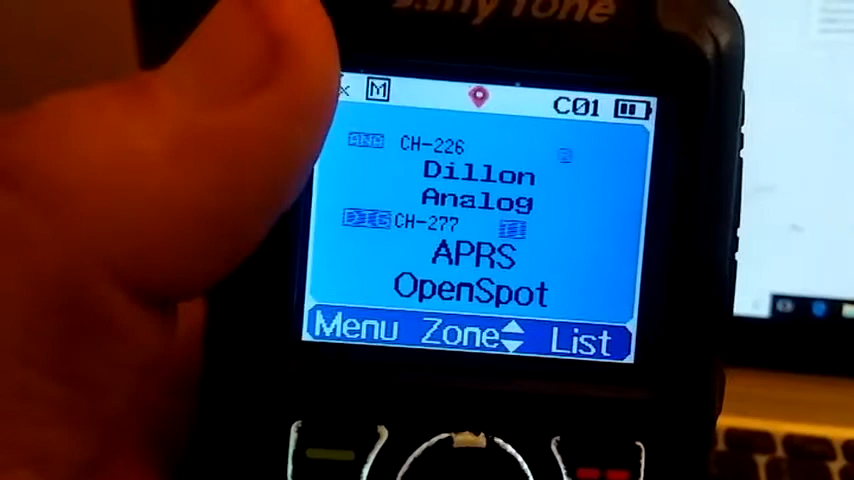 AnyTone
M C01
ANA CH-226
Dillon
Analog
DIG CH-277
APRS
OpenSpot
Menu Zone List